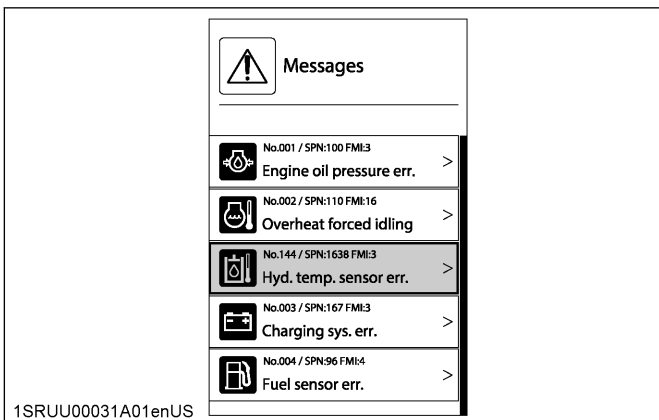 Messages
No.001 / SPN:100 FMI:3
Engine oil pressure err.
>
No.002 / SPN:110 FMI:16
Overheat forced idling
>
No.144 / SPN:1638 FMI:3
Hyd. temp. sensor err.
>
No.003 / SPN:167 FMI:3
Charging sys. err.
>
No.004 / SPN:96 FMI:4
Fuel sensor err.
>
1SRUU00031A01enUS